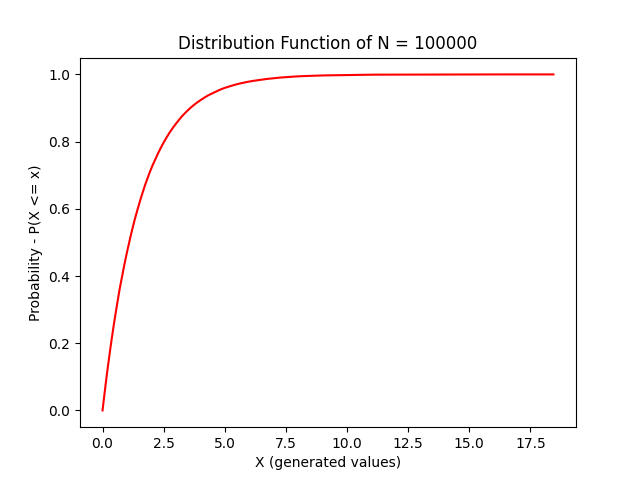 Distribution Function of N = 100000
1.0
0.8
0.6
0.4
0.2
0.0
Probability - P(X <= x)
0.0 2.5 5.0 7.5 10.0 12.5 15.0 17.5
X (generated values)